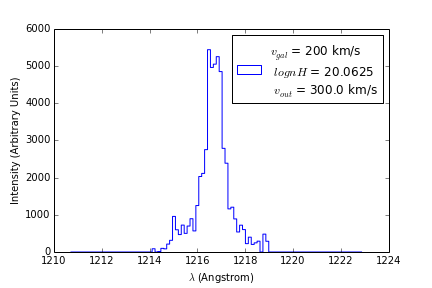 6000
5000
4000
3000
2000
1000
0
Intensity (Arbitrary Units)
v_gal = 200 km/s
lognH = 20.0625
v_out = 300.0 km/s
1210 1212 1214 1216 1218 1220 1222 1224
λ (Angstrom)